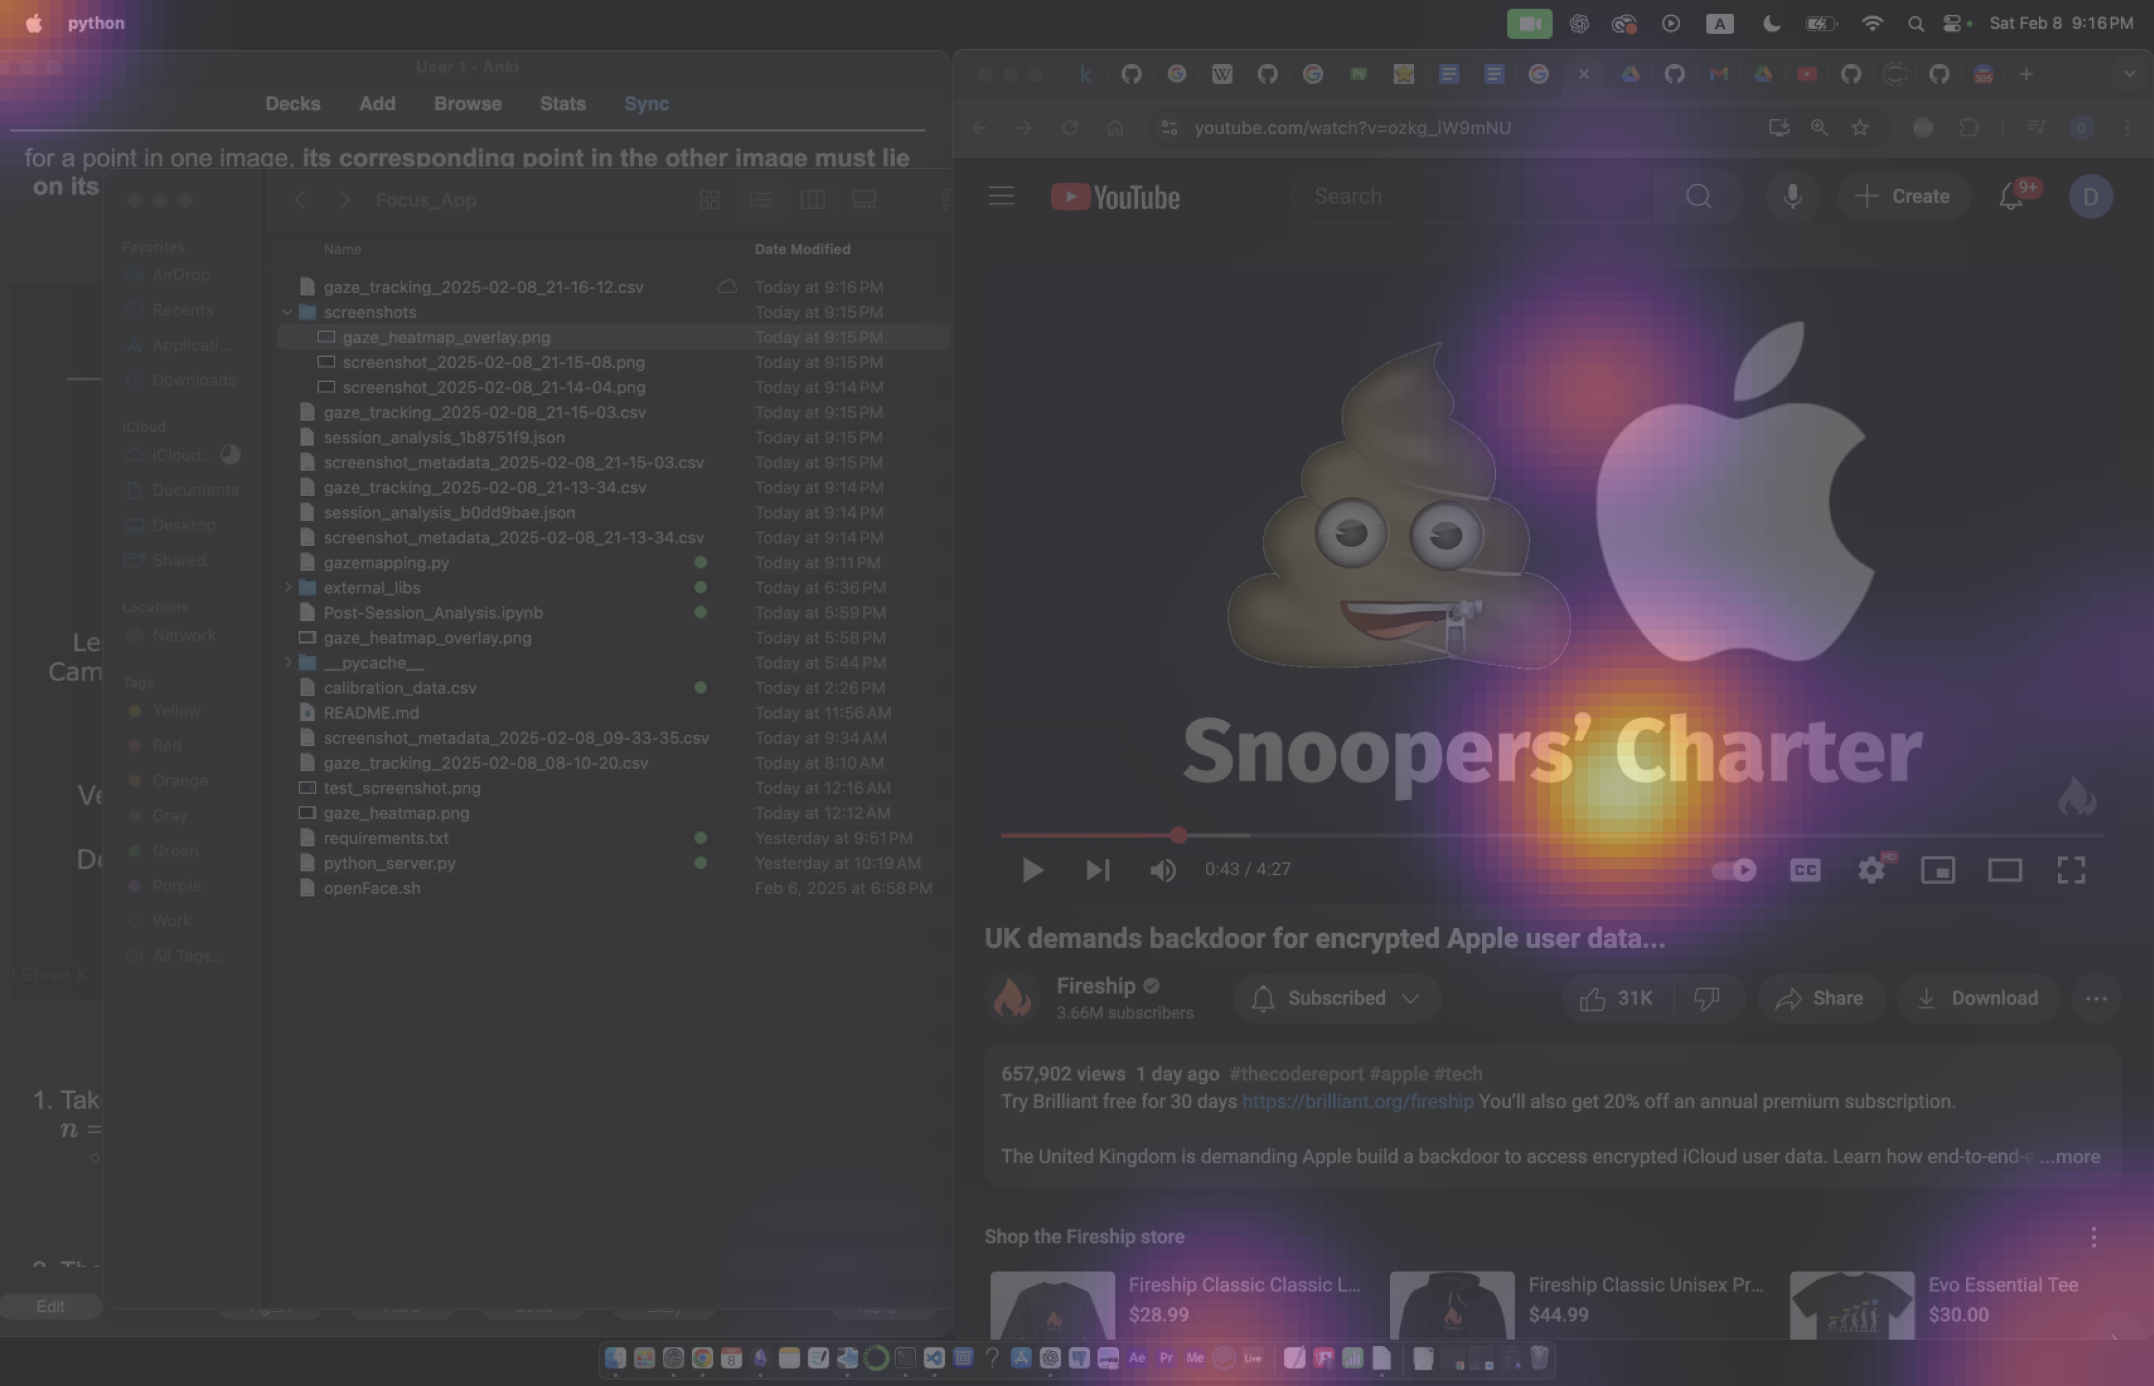 python
A
Sat Feb 8 9:16 PM
User 1 - Anki
Decks Add Browse Stats Sync
for a point in one image, its corresponding point in the other image must lie
on its
Le
Cam
Ve
Shree K.
1. Take
n =
Edit
Focus_App
Favorites
AirDrop
Recents
Applicati...
Downloads
iCloud
iCloud...
Documents
Desktop
Shared
Locations
Network
Tags
Yellow
Red
Orange
Gray
Green
Purple
Work
All Tags...
Name Date Modified
gaze_tracking_2025-02-08_21-16-12.csv Today at 9:16 PM
screenshots Today at 9:15 PM
gaze_heatmap_overlay.png Today at 9:15 PM
screenshot_2025-02-08_21-15-08.png Today at 9:15 PM
screenshot_2025-02-08_21-14-04.png Today at 9:14 PM
gaze_tracking_2025-02-08_21-15-03.csv Today at 9:15 PM
session_analysis_1b8751f9.json Today at 9:15 PM
screenshot_metadata_2025-02-08_21-15-03.csv Today at 9:15 PM
gaze_tracking_2025-02-08_21-13-34.csv Today at 9:14 PM
session_analysis_b0dd9bae.json Today at 9:14 PM
screenshot_metadata_2025-02-08_21-13-34.csv Today at 9:14 PM
gazemapping.py Today at 9:11 PM
external_libs Today at 6:36 PM
Post-Session_Analysis.ipynb Today at 5:59 PM
gaze_heatmap_overlay.png Today at 5:58 PM
__pycache__ Today at 5:44 PM
calibration_data.csv Today at 2:26 PM
README.md Today at 11:56 AM
screenshot_metadata_2025-02-08_09-33-35.csv Today at 9:34 AM
gaze_tracking_2025-02-08_08-10-20.csv Today at 8:10 AM
test_screenshot.png Today at 12:16 AM
gaze_heatmap.png Today at 12:12 AM
requirements.txt Yesterday at 9:51 PM
python_server.py Yesterday at 10:19 AM
openFace.sh Feb 6, 2025 at 6:58 PM
youtube.com/watch?v=ozkg_iW9mNU
YouTube Search Create 9+ D
Snoopers' Charter
0:43 / 4:27 CC HD
UK demands backdoor for encrypted Apple user data...
Fireship
3.66M subscribers
Subscribed 31K Share Download
657,902 views 1 day ago #thecodereport #apple #tech
Try Brilliant free for 30 days https://brilliant.org/fireship You'll also get 20% off an annual premium subscription.
The United Kingdom is demanding Apple build a backdoor to access encrypted iCloud user data. Learn how end-to-end-e ...more
Shop the Fireship store
Fireship Classic Classic L...
$28.99
Fireship Classic Unisex Pr...
$44.99
Evo Essential Tee
$30.00
8 Ae Pr Me Live